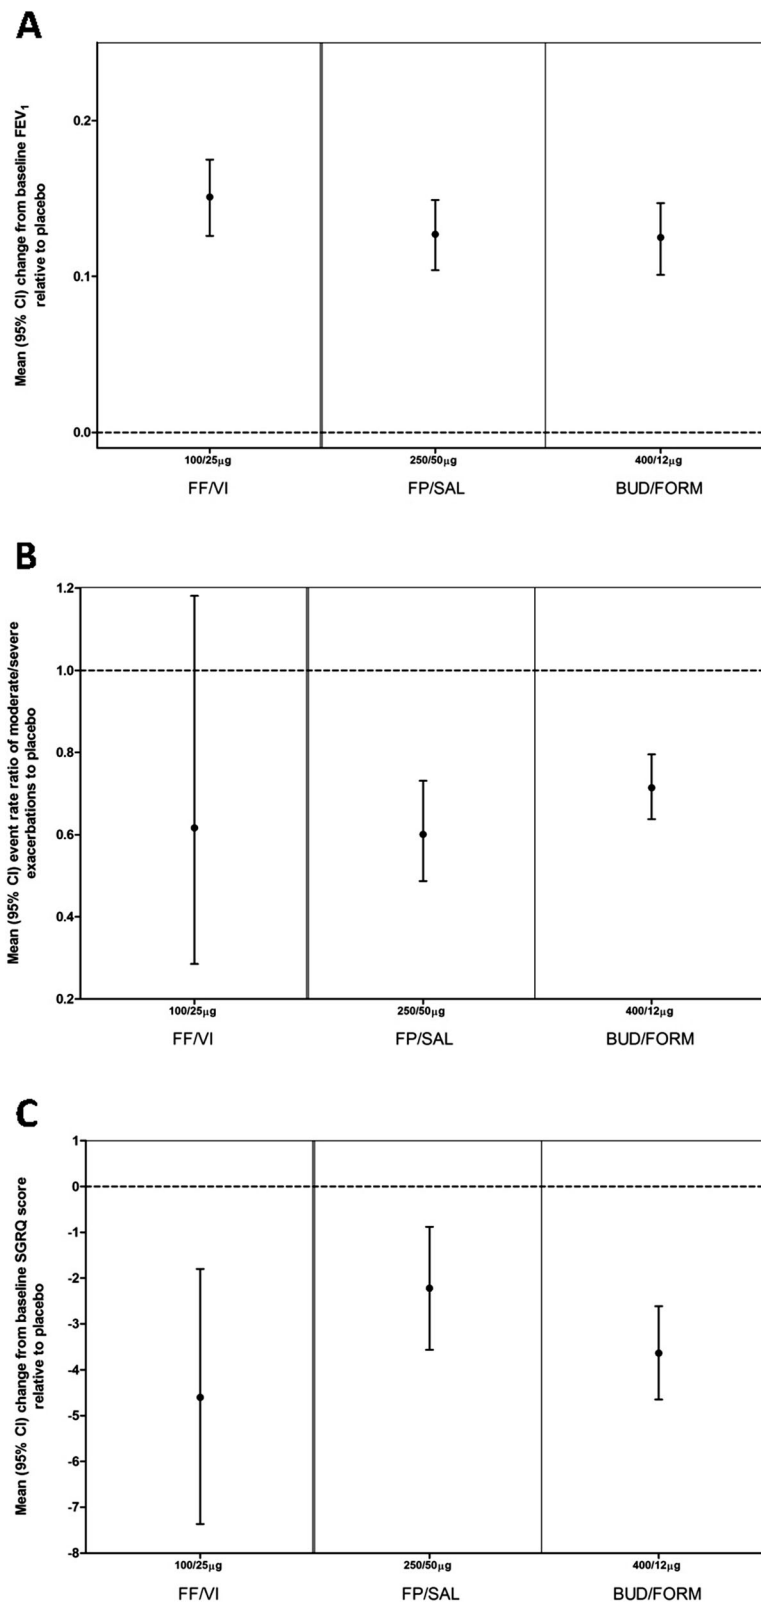 A
Mean (95% CI) change from baseline FEV₁
relative to placebo
0.2
0.1
0.0
100/25µg
250/50µg
400/12µg
FF/VI
FP/SAL
BUD/FORM
B
Mean (95% CI) event rate ratio of moderate/severe
exacerbations to placebo
1.2
1.0
0.8
0.6
0.4
0.2
100/25µg
250/50µg
400/12µg
FF/VI
FP/SAL
BUD/FORM
C
Mean (95% CI) change from baseline SGRQ score
relative to placebo
1
0
-1
-2
-3
-4
-5
-6
-7
-8
100/25µg
250/50µg
400/12µg
FF/VI
FP/SAL
BUD/FORM